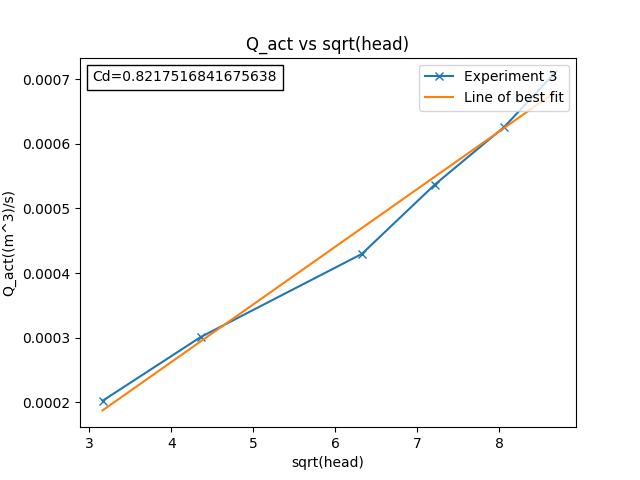 Q_act vs sqrt(head)
Cd=0.8217516841675638
Experiment 3
Line of best fit
0.0007
0.0006
0.0005
0.0004
0.0003
0.0002
Q_act((m^3)/s)
3 4 5 6 7 8
sqrt(head)